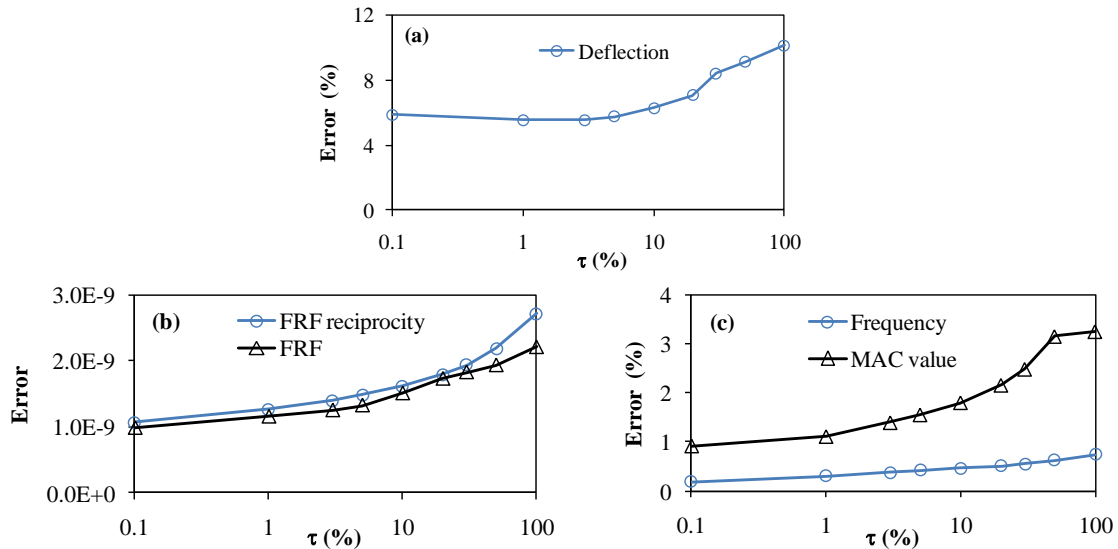 (a)
Deflection
Error (%)
12
8
4
0
0.1 1 10 100
τ (%)
(b)
FRF reciprocity
FRF
Error
3.0E-9
2.0E-9
1.0E-9
0.0E+0
0.1 1 10 100
τ (%)
(c)
Frequency
MAC value
Error (%)
4
3
2
1
0
0.1 1 10 100
τ (%)